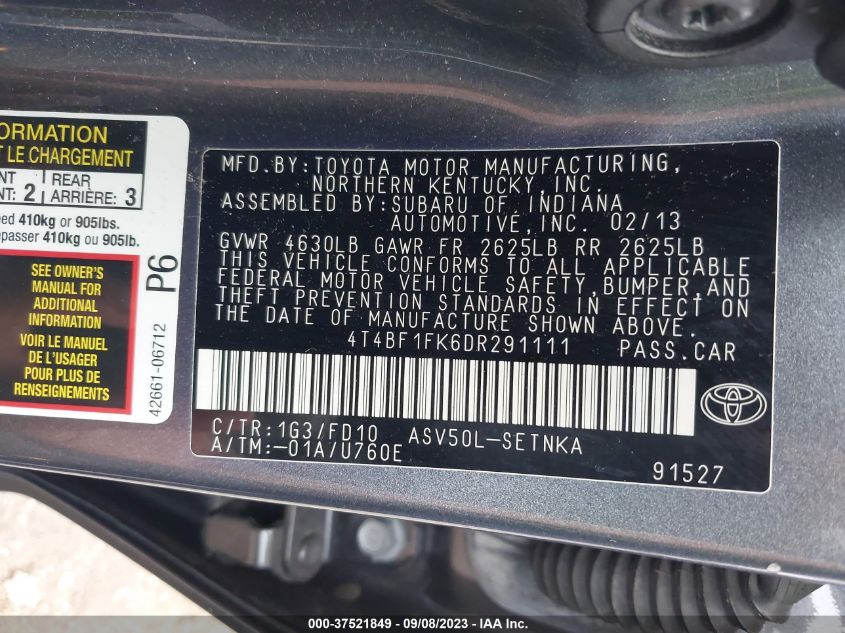 ORMATION
T LE CHARGEMENT
NT
NT: 2
REAR
ARRIÈRE: 3
eed 410kg or 905lbs.
epasser 410kg ou 905lb.
SEE OWNER'S
MANUAL FOR
ADDITIONAL
INFORMATION
VOIR LE MANUEL
DE L'USAGER
POUR PLUS DE
RENSEIGNEMENTS
P6
42661-06712
MFD.BY:TOYOTA MOTOR MANUFACTURING,
NORTHERN KENTUCKY,INC.
ASSEMBLED BY:SUBARU OF INDIANA
AUTOMOTIVE,INC. 02/13
GVWR 4630LB GAWR FR 2625LB RR 2625LB
THIS VEHICLE CONFORMS TO ALL APPLICABLE
FEDERAL MOTOR VEHICLE SAFETY,BUMPER,AND
THEFT PREVENTION STANDARDS IN EFFECT ON
THE DATE OF MANUFACTURE SHOWN ABOVE.
4T4BF1FK6DR291111 PASS.CAR
C/TR:1G3/FD10 ASV50L-SETNKA
A/TM:-01A/U760E
91527
000-37521849 - 09/08/2023 - © IAA Inc.